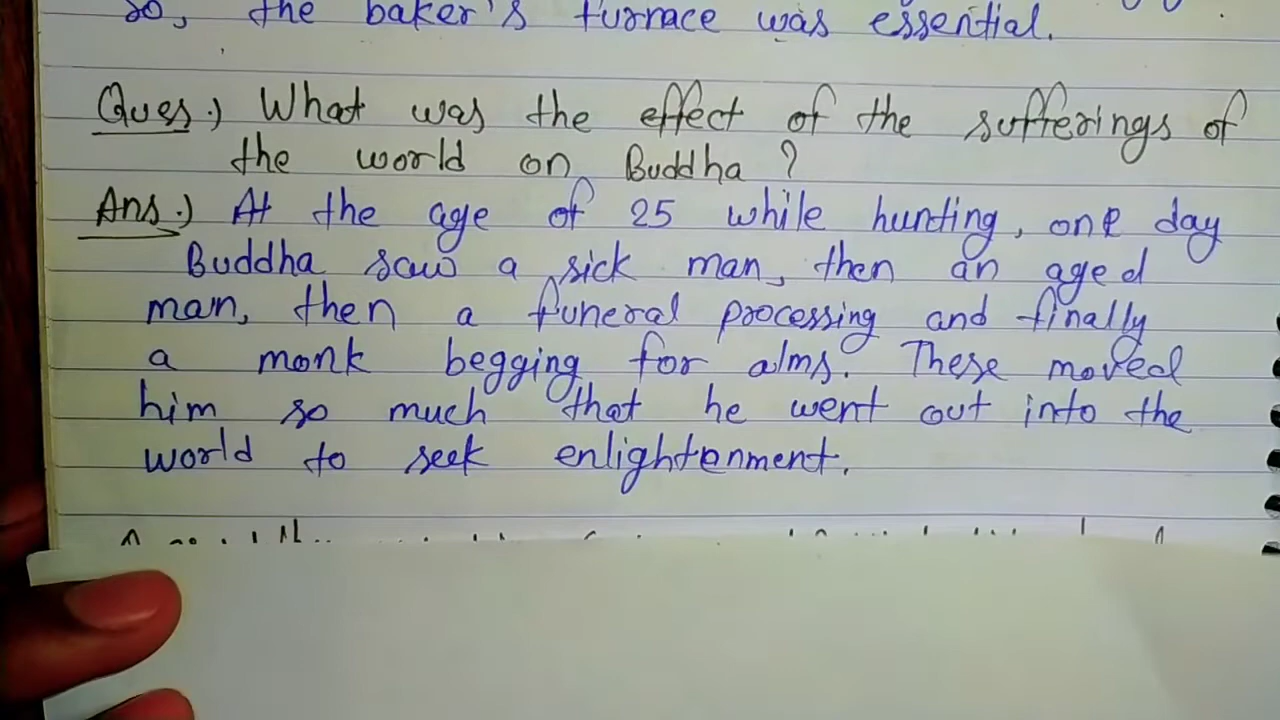 so, the baker's furnace was essential.
Ques.) What was the effect of the sufferings of
the world on Buddha ?
Ans.) At the age of 25 while hunting, one day
Buddha saw a sick man, then an aged
man, then a funeral processing and finally
a monk begging for alms. These moved
him so much that he went out into the
world to seek enlightenment.